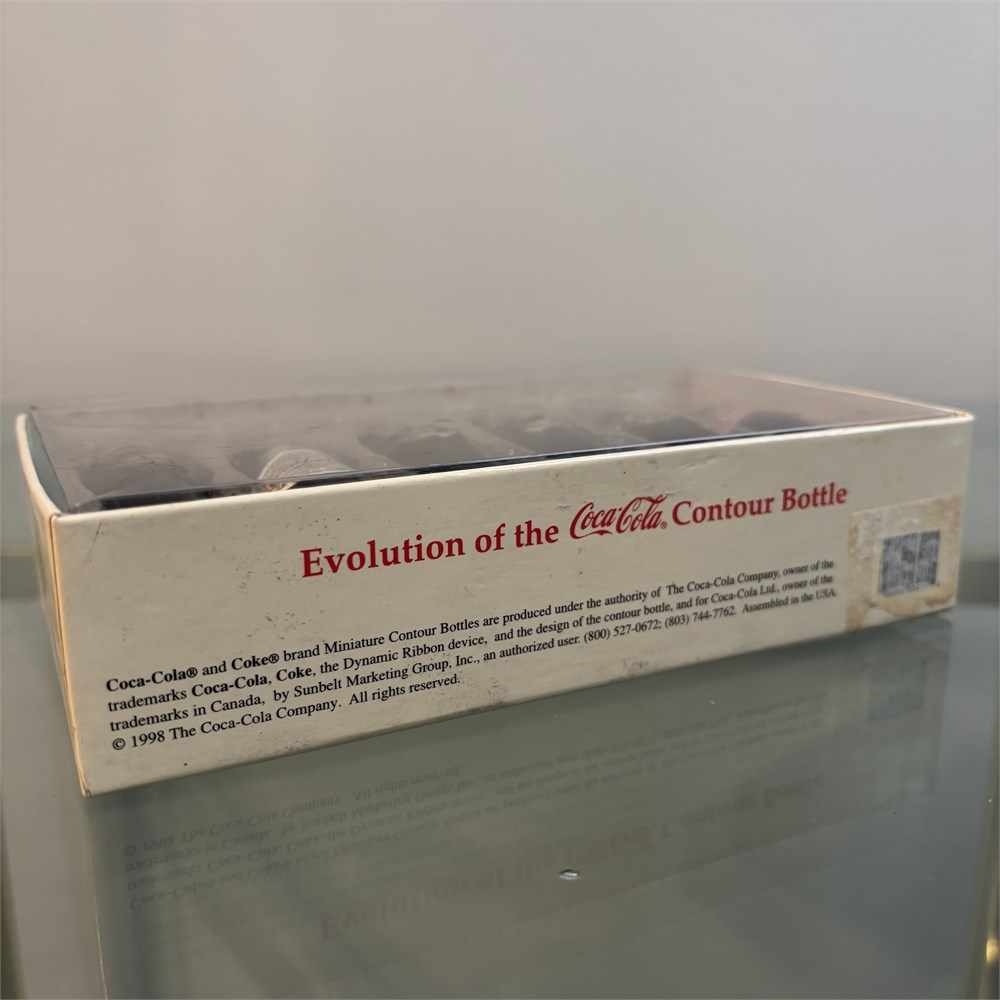 Evolution of the Coca-Cola® Contour Bottle
Coca-Cola® and Coke® brand Miniature Contour Bottles are produced under the authority of The Coca-Cola Company, owner of the
trademarks Coca-Cola, Coke, the Dynamic Ribbon device, and the design of the contour bottle, and for Coca-Cola Ltd., owner of the
trademarks in Canada, by Sunbelt Marketing Group, Inc., an authorized user. (800) 527-0672; (803) 744-7762. Assembled in the USA.
© 1998 The Coca-Cola Company. All rights reserved.